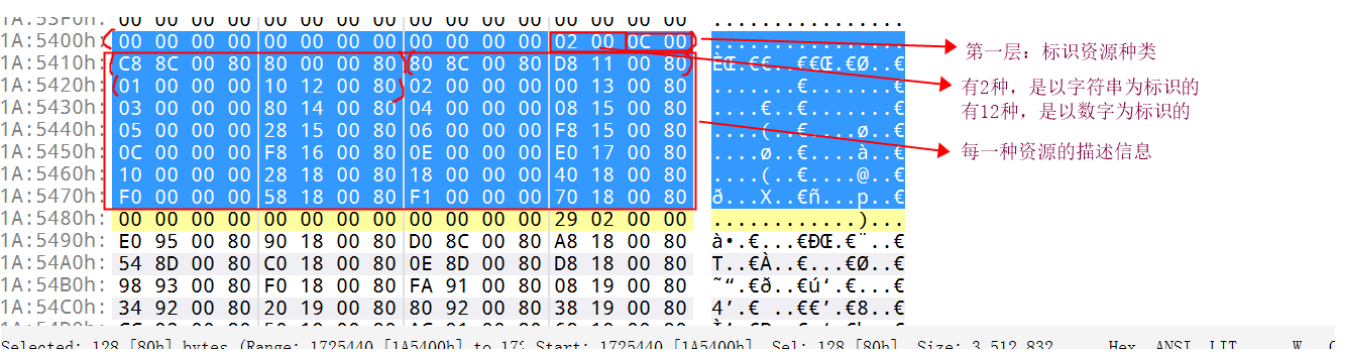 1A:53F0h: 00 00 00 00 00 00 00 00 00 00 00 00 00 00 00 00 ................
1A:5400h: 00 00 00 00 00 00 00 00 00 00 00 00 02 00 0C 00 ................
第一层：标识资源种类
1A:5410h: C8 8C 00 80 80 00 00 80 80 8C 00 80 D8 11 00 80 ÈŒ.€€..€€Œ.€Ø..€
1A:5420h: 01 00 00 00 10 12 00 80 02 00 00 00 00 13 00 80 .......€.......€
有2种，是以字符串为标识的
1A:5430h: 03 00 00 00 80 14 00 80 04 00 00 00 08 15 00 80 ....€..€.......€
有12种，是以数字为标识的
1A:5440h: 05 00 00 00 28 15 00 80 06 00 00 00 F8 15 00 80 ....(..€....ø..€
1A:5450h: 0C 00 00 00 F8 16 00 80 0E 00 00 00 E0 17 00 80 ....ø..€....à..€
每一种资源的描述信息
1A:5460h: 10 00 00 00 28 18 00 80 18 00 00 00 40 18 00 80 ....(..€....@..€
1A:5470h: F0 00 00 00 58 18 00 80 F1 00 00 00 70 18 00 80 ð...X..€ñ...p..€
1A:5480h: 00 00 00 00 00 00 00 00 00 00 00 00 29 02 00 00 ............)...
1A:5490h: E0 95 00 80 90 18 00 80 D0 8C 00 80 A8 18 00 80 à•.€...€ÐŒ.€¨..€
1A:54A0h: 54 8D 00 80 C0 18 00 80 0E 8D 00 80 D8 18 00 80 T..€À..€...€Ø..€
1A:54B0h: 98 93 00 80 F0 18 00 80 FA 91 00 80 08 19 00 80 ˜“.€ð..€ú‘.€...€
1A:54C0h: 34 92 00 80 20 19 00 80 80 92 00 80 38 19 00 80 4’.€ ..€€’.€8..€
Selected: 128 [80h] bytes (Range: 1725440 [1A5400h] to 172 Start: 1725440 [1A5400h] Sel: 128 [80h] Size: 3,512,832 Hex ANSI LIT W